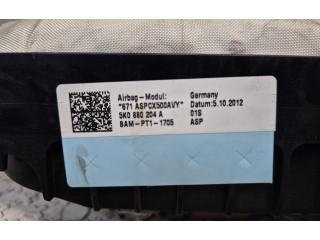 Airbag-Modul: Germany
*671 ASPCX500AVY* Datum:5.10.2012
5K0 880 204 A 01S
BAM-PT1-1705 ASP